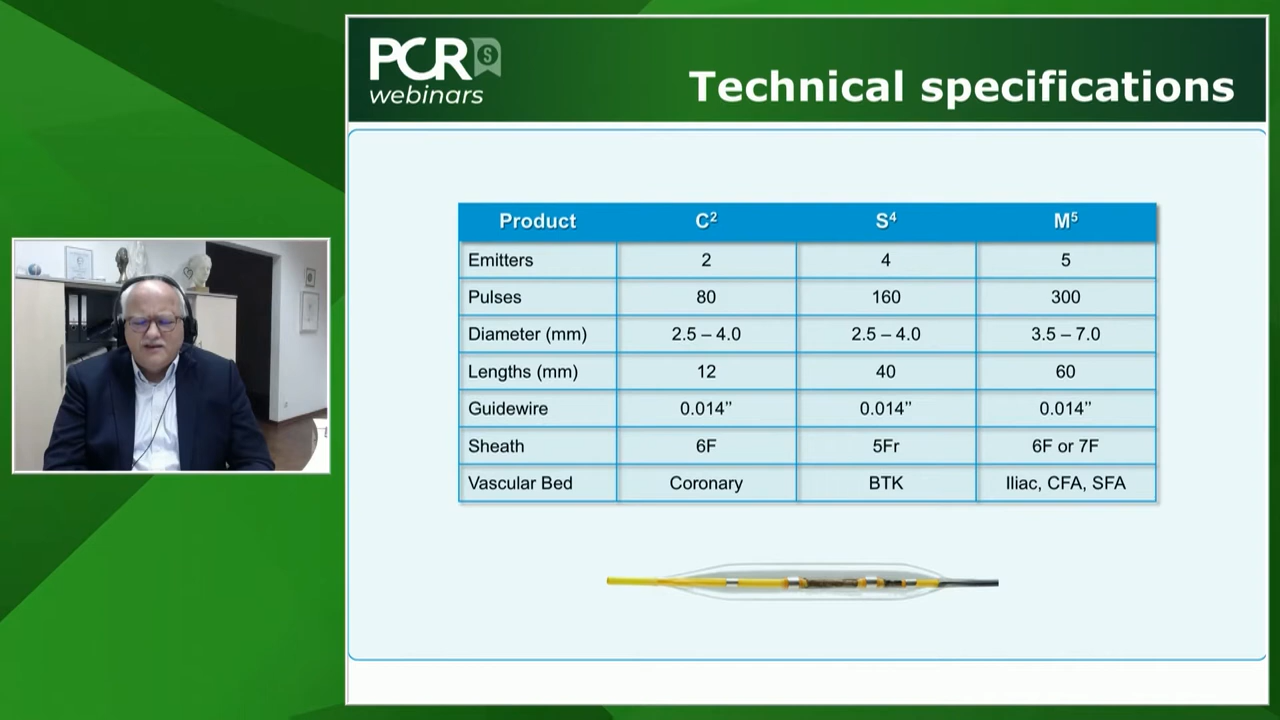 PCR
webinars
Technical specifications
Product C² S⁴ M⁵
Emitters 2 4 5
Pulses 80 160 300
Diameter (mm) 2.5 – 4.0 2.5 – 4.0 3.5 – 7.0
Lengths (mm) 12 40 60
Guidewire 0.014’’ 0.014’’ 0.014’’
Sheath 6F 5Fr 6F or 7F
Vascular Bed Coronary BTK Iliac, CFA, SFA